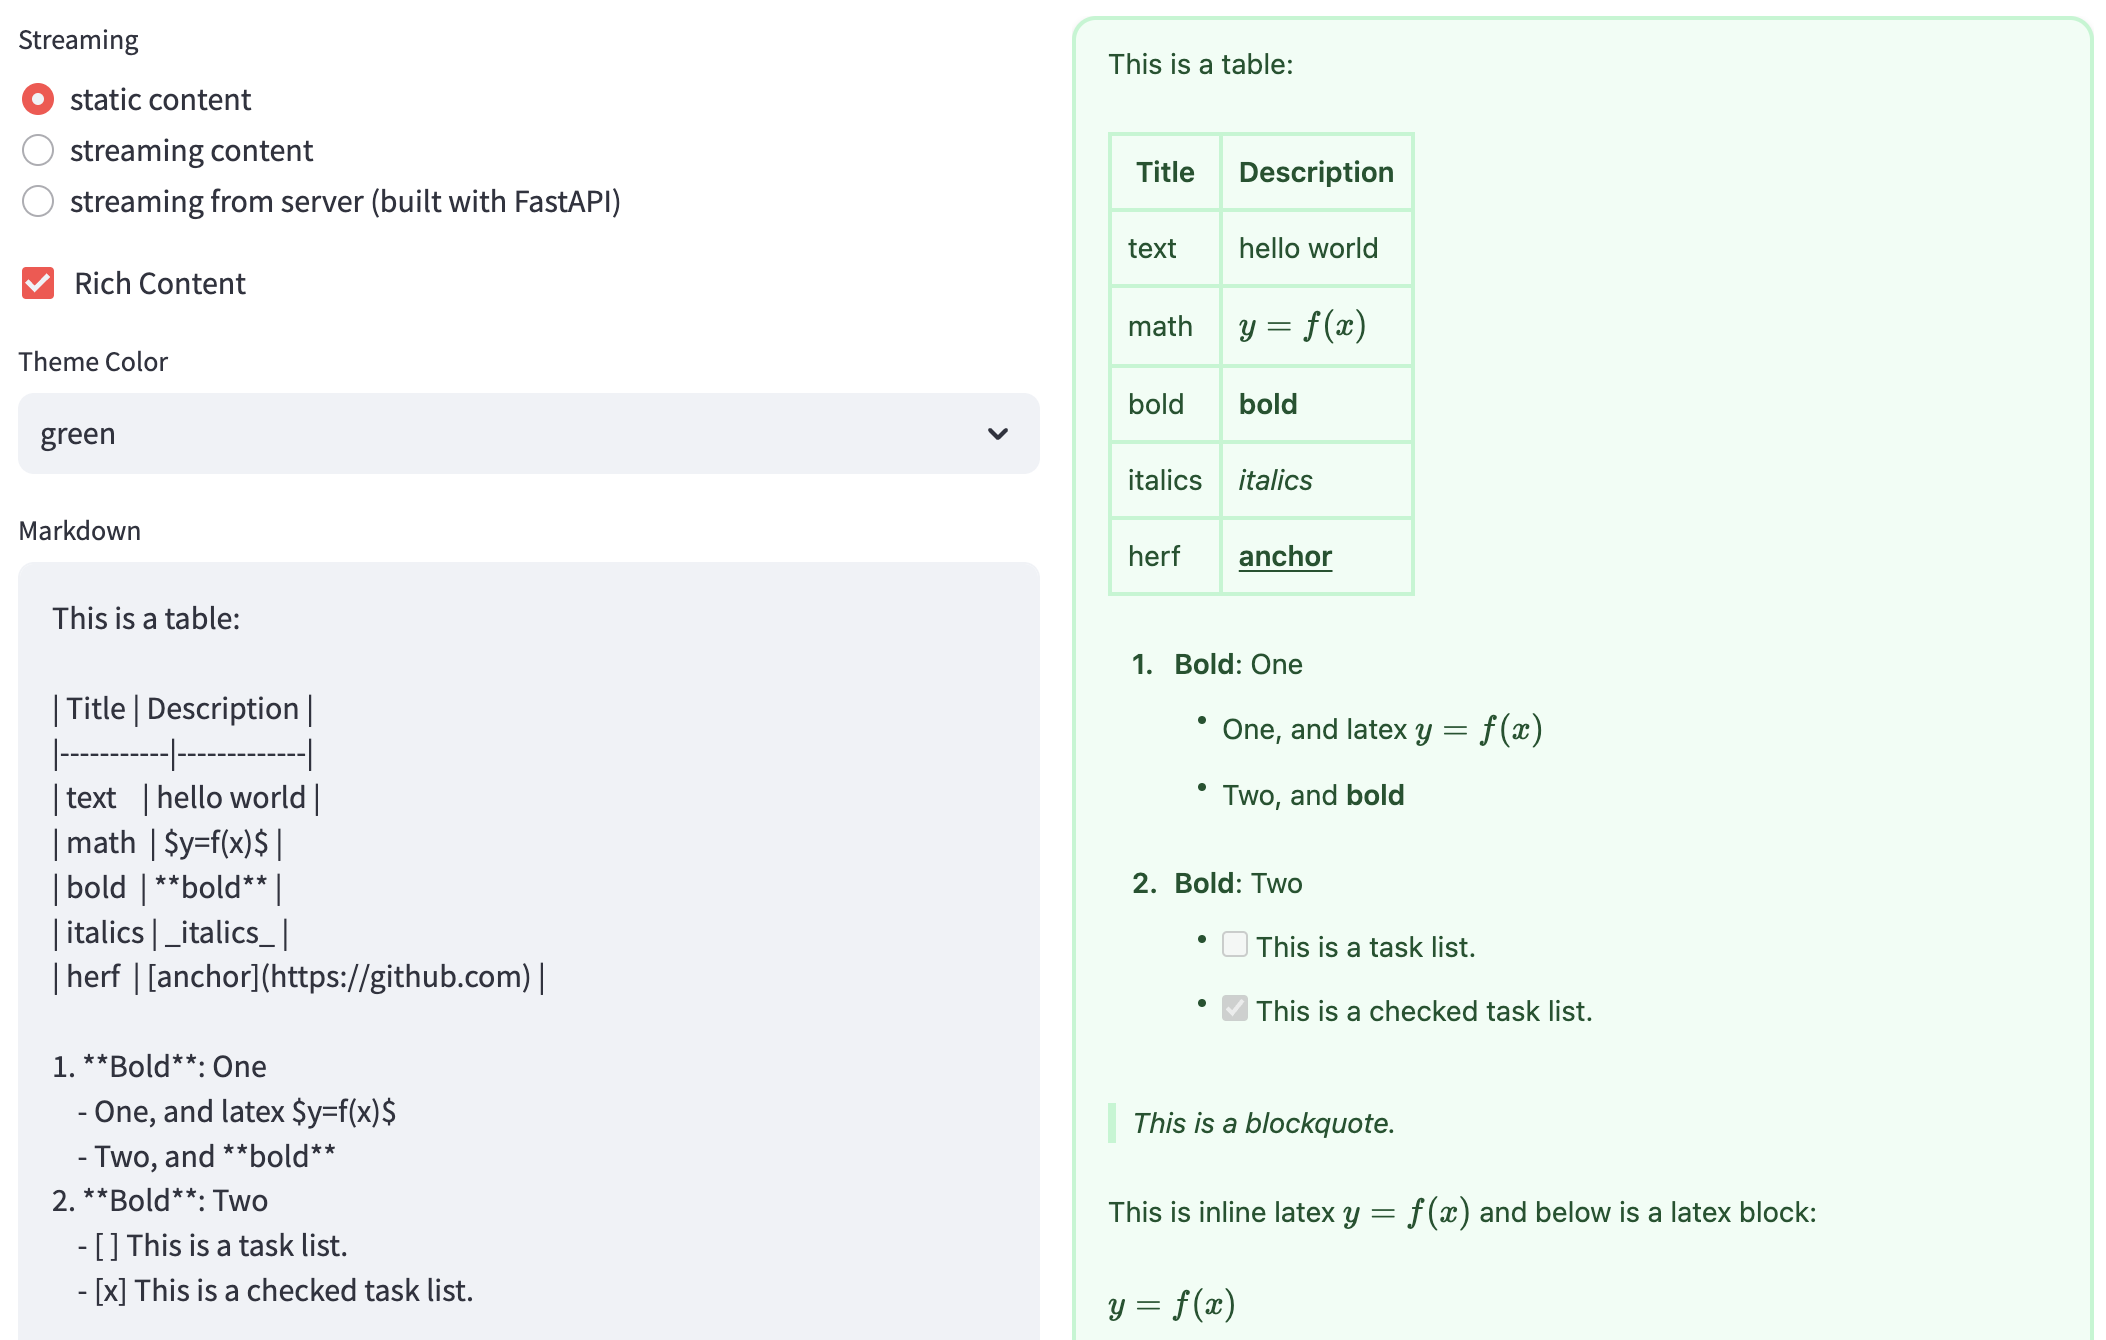 Streaming
static content
streaming content
streaming from server (built with FastAPI)
Rich Content
Theme Color
green
Markdown
This is a table:
| Title | Description |
|-----------|-------------|
| text | hello world |
| math | $y=f(x)$ |
| bold | **bold** |
| italics | _italics_ |
| herf | [anchor](https://github.com) |
1. **Bold**: One
- One, and latex $y=f(x)$
- Two, and **bold**
2. **Bold**: Two
- [ ] This is a task list.
- [x] This is a checked task list.
This is a table:
Title Description
text hello world
math y = f(x)
bold bold
italics italics
herf anchor
1. Bold: One
• One, and latex y = f(x)
• Two, and bold
2. Bold: Two
• This is a task list.
• This is a checked task list.
This is a blockquote.
This is inline latex y = f(x) and below is a latex block:
y = f(x)